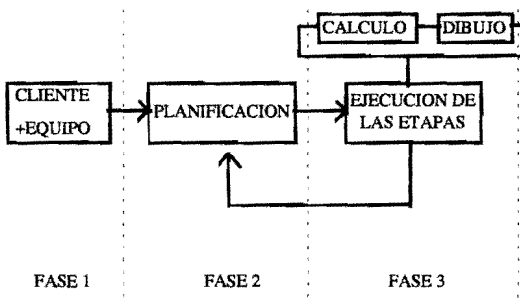 CALCULO
DIBUJO
CLIENTE
+EQUIPO
PLANIFICACION
EJECUCION DE
LAS ETAPAS
FASE 1
FASE 2
FASE 3